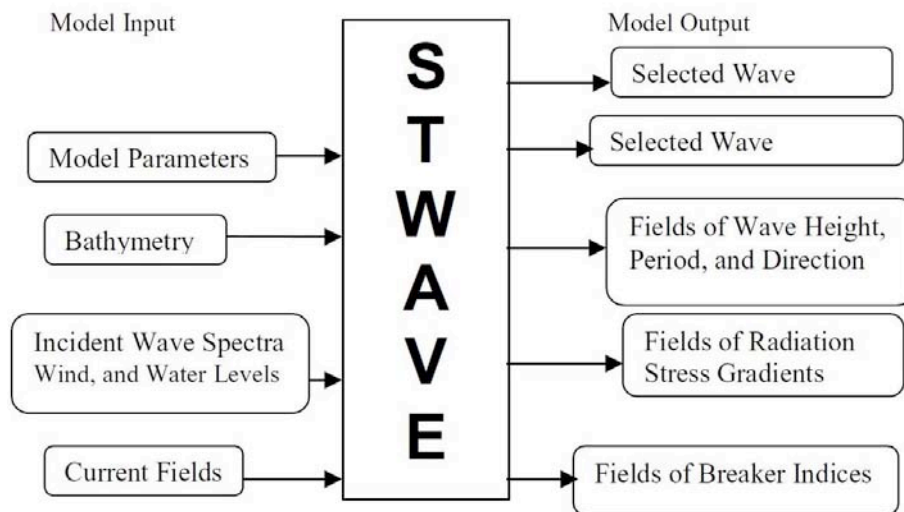 Model Input
Model Parameters
Bathymetry
Incident Wave Spectra
Wind, and Water Levels
Current Fields
S
T
W
A
V
E
Model Output
Selected Wave
Selected Wave
Fields of Wave Height,
Period, and Direction
Fields of Radiation
Stress Gradients
Fields of Breaker Indices